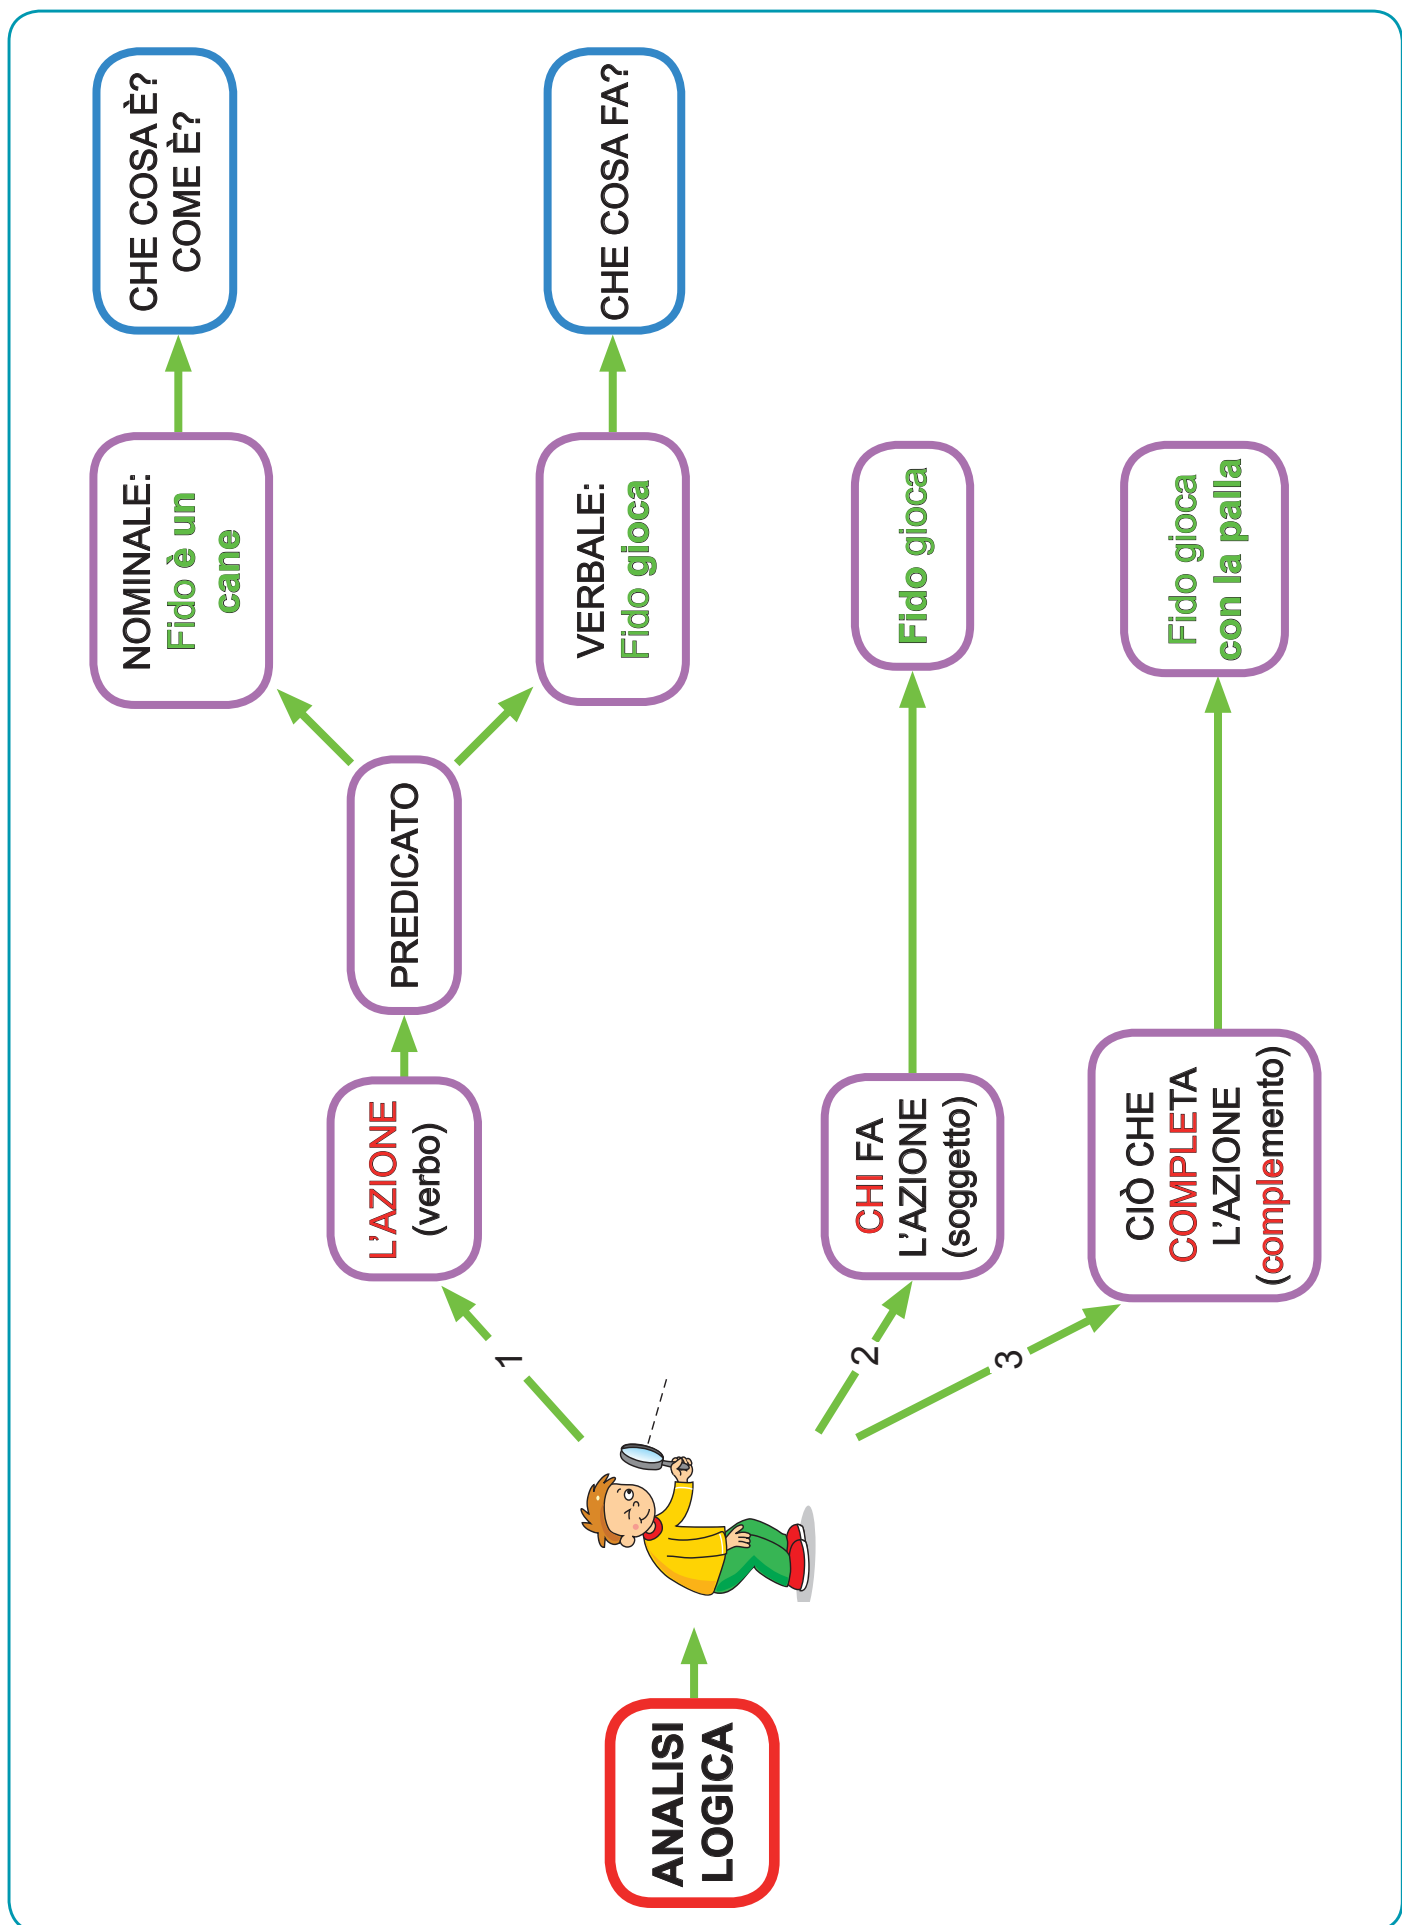 ANALISI
LOGICA
1
L'AZIONE
(verbo)
PREDICATO
NOMINALE:
Fido è un
cane
CHE COSA È?
COME È?
VERBALE:
Fido gioca
CHE COSA FA?
2
CHI FA
L'AZIONE
(soggetto)
Fido gioca
3
CIÒ CHE
COMPLETA
L'AZIONE
(complemento)
Fido gioca
con la palla